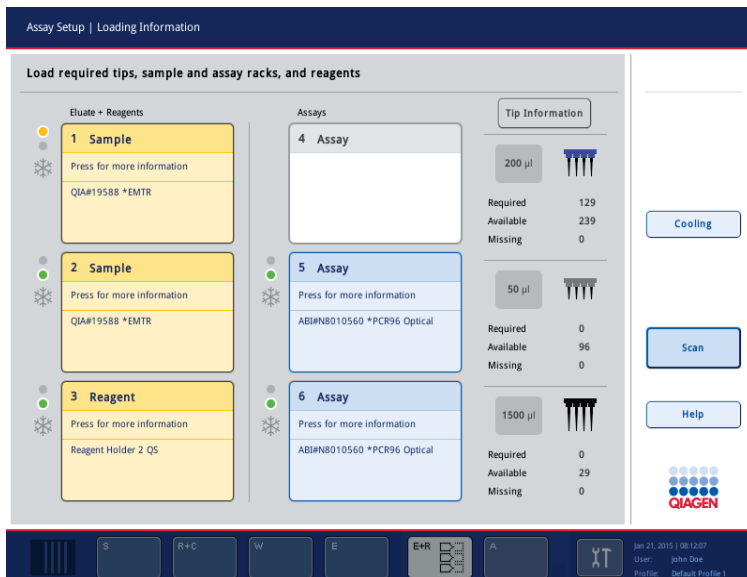 Assay Setup | Loading Information
Load required tips, sample and assay racks, and reagents
Eluate + Reagents
1 Sample
Press for more information
QIA#19588 *EMTR
2 Sample
Press for more information
QIA#19588 *EMTR
3 Reagent
Press for more information
Reagent Holder 2 QS
Assays
4 Assay
5 Assay
Press for more information
ABI#N8010560 *PCR96 Optical
6 Assay
Press for more information
ABI#N8010560 *PCR96 Optical
Tip Information
200 µl
Required 129
Available 239
Missing 0
50 µl
Required 0
Available 96
Missing 0
1500 µl
Required 0
Available 29
Missing 0
Cooling
Scan
Help
QIAGEN
S
R+C
W
E
E+R
A
Jan 21, 2015 | 08:12:07
User: John Doe
Profile: Default Profile 1